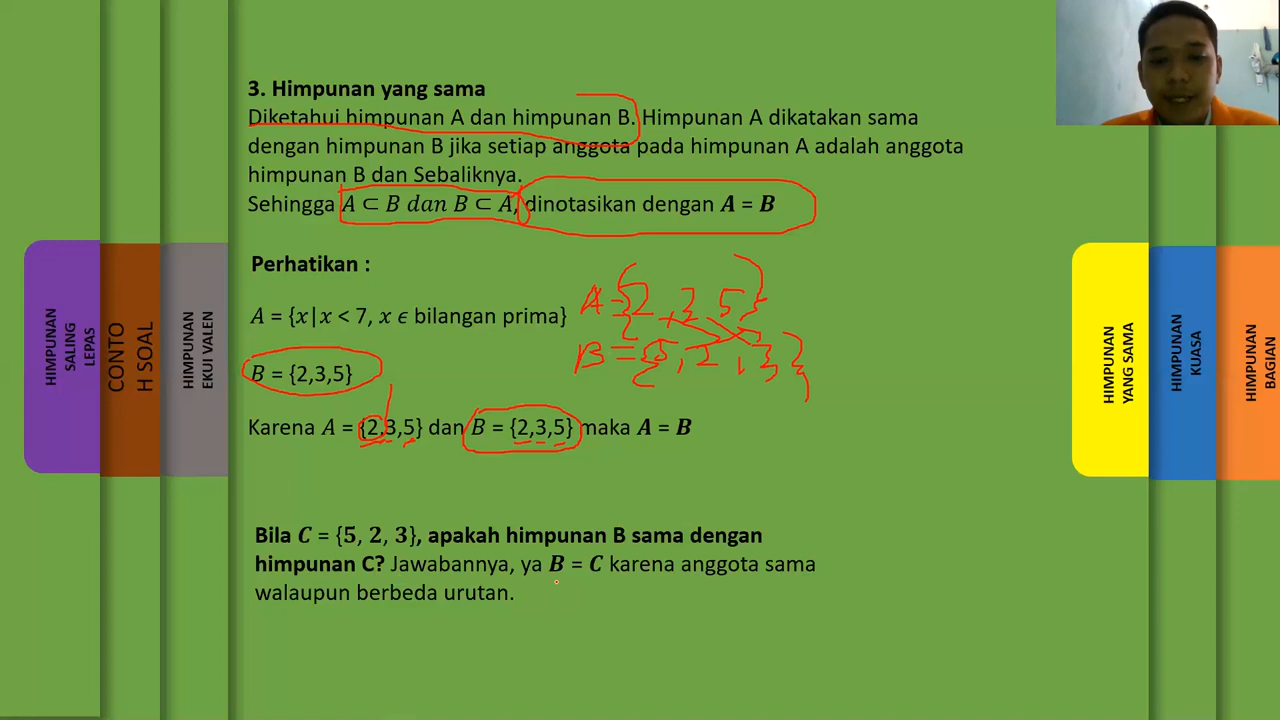 3. Himpunan yang sama
Diketahui himpunan A dan himpunan B. Himpunan A dikatakan sama
dengan himpunan B jika setiap anggota pada himpunan A adalah anggota
himpunan B dan Sebaliknya.
Sehingga A ⊂ B dan B ⊂ A, dinotasikan dengan A = B
Perhatikan :
A = {x|x < 7, x ϵ bilangan prima}
B = {2,3,5}
Karena A = {2,3,5} dan B = {2,3,5} maka A = B
A = {2, 3, 5}
B = {5, 2, 3}
Bila C = {5, 2, 3}, apakah himpunan B sama dengan
himpunan C? Jawabannya, ya B = C karena anggota sama
walaupun berbeda urutan.
HIMPUNAN
SALING
LEPAS
CONTO
H SOAL
HIMPUNAN
EKUI VALEN
HIMPUNAN
YANG SAMA
HIMPUNAN
KUASA
HIMPUNAN
BAGIAN